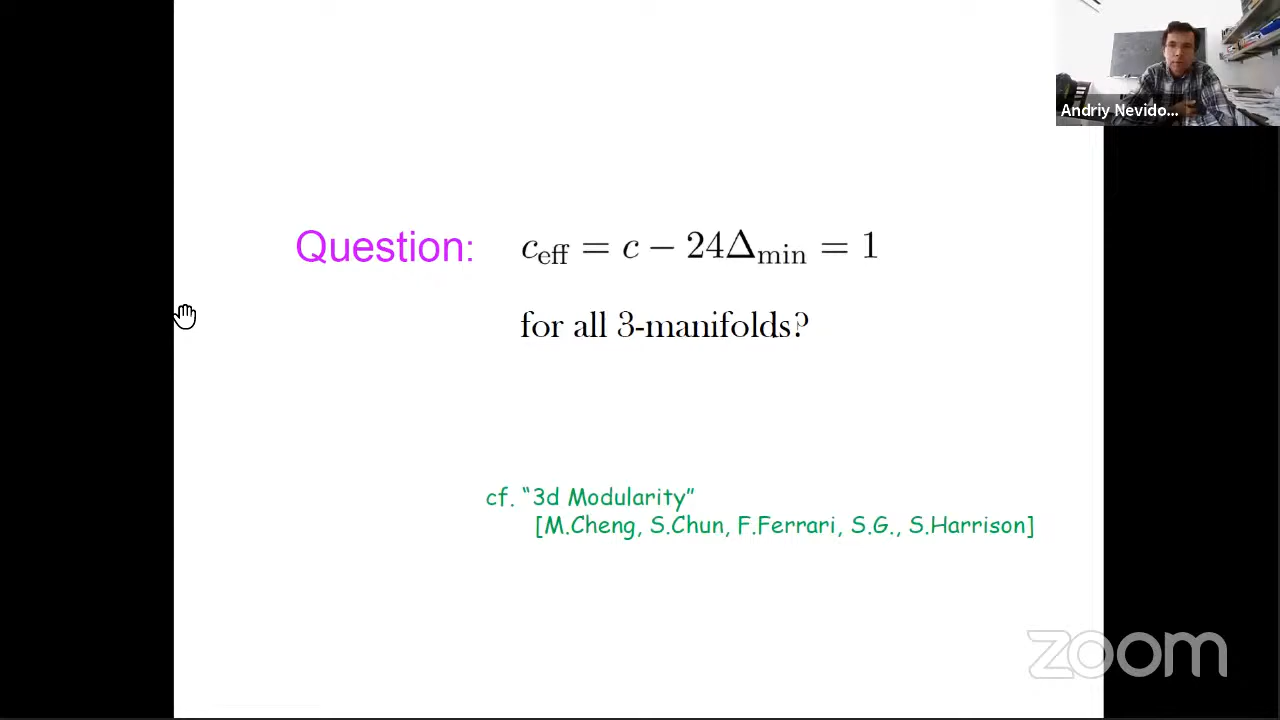 Andriy Nevido...
Question: c_eff = c − 24Δ_min = 1
for all 3-manifolds?
cf. "3d Modularity"
[M.Cheng, S.Chun, F.Ferrari, S.G., S.Harrison]
zoom